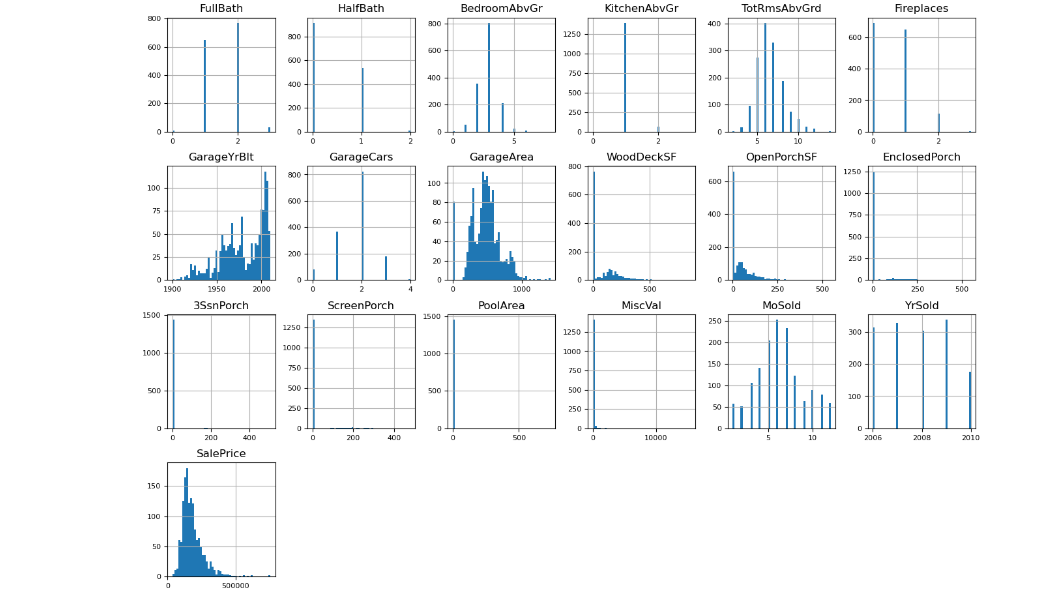 FullBath HalfBath BedroomAbvGr KitchenAbvGr TotRmsAbvGrd Fireplaces
800 600 400 200 0 0 2
800 600 400 200 0 0 1 2
800 600 400 200 0 5
1250 1000 750 500 250 0 0 2
400 300 200 100 0 5 10
600 400 200 0 0 2
GarageYrBlt GarageCars GarageArea WoodDeckSF OpenPorchSF EnclosedPorch
100 75 50 25 0 1900 1950 2000
800 600 400 200 0 0 2 4
100 80 60 40 20 0 0 1000
800 600 400 200 0 0 500
600 400 200 0 0 250 500
1250 1000 750 500 250 0 0 250 500
3SsnPorch ScreenPorch PoolArea MiscVal MoSold YrSold
1500 1000 500 0 0 200 400
1250 1000 750 500 250 0 0 200 400
1500 1000 500 0 0 500
1250 1000 750 500 250 0 0 10000
250 200 150 100 50 0 5 10
300 200 100 0 2006 2008 2010
SalePrice
150 100 50 0 0 500000